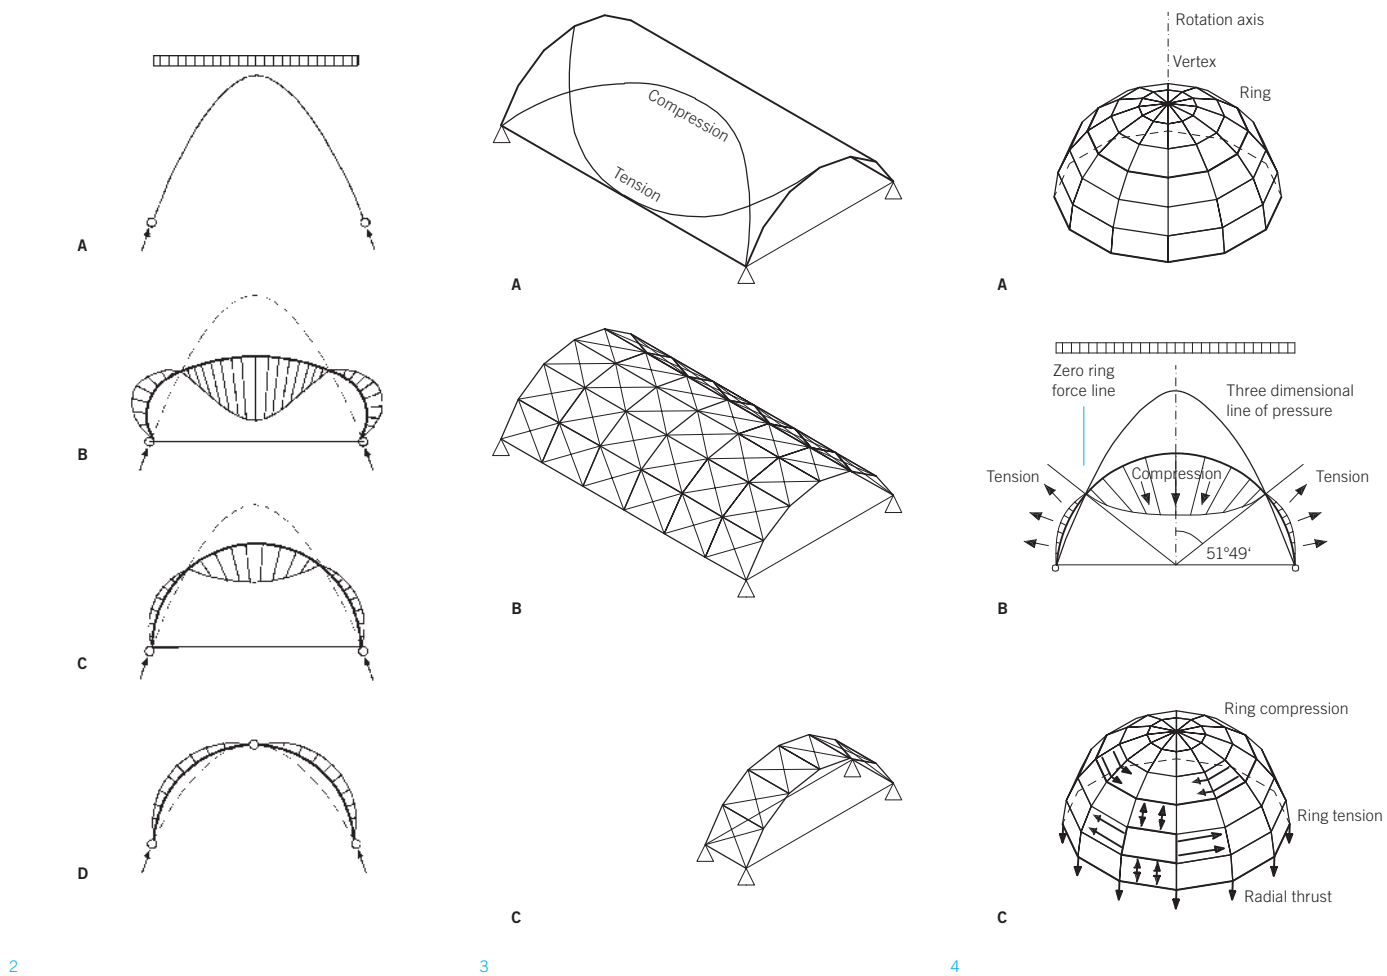 A
B
C
D
2
Compression
Tension
A
B
C
3
Rotation axis
Vertex
Ring
A
Zero ring
force line
Three dimensional
line of pressure
Tension
Compression
Tension
51°49‘
B
Ring compression
Ring tension
Radial thrust
C
4